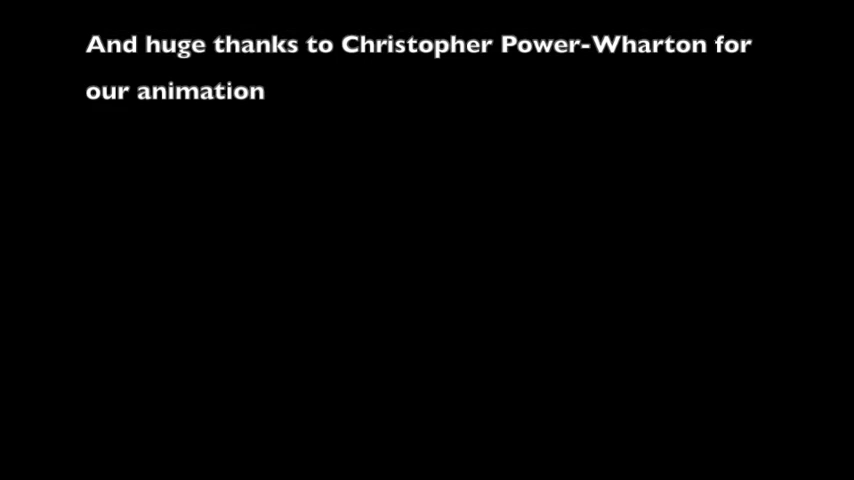 And huge thanks to Christopher Power-Wharton for
our animation